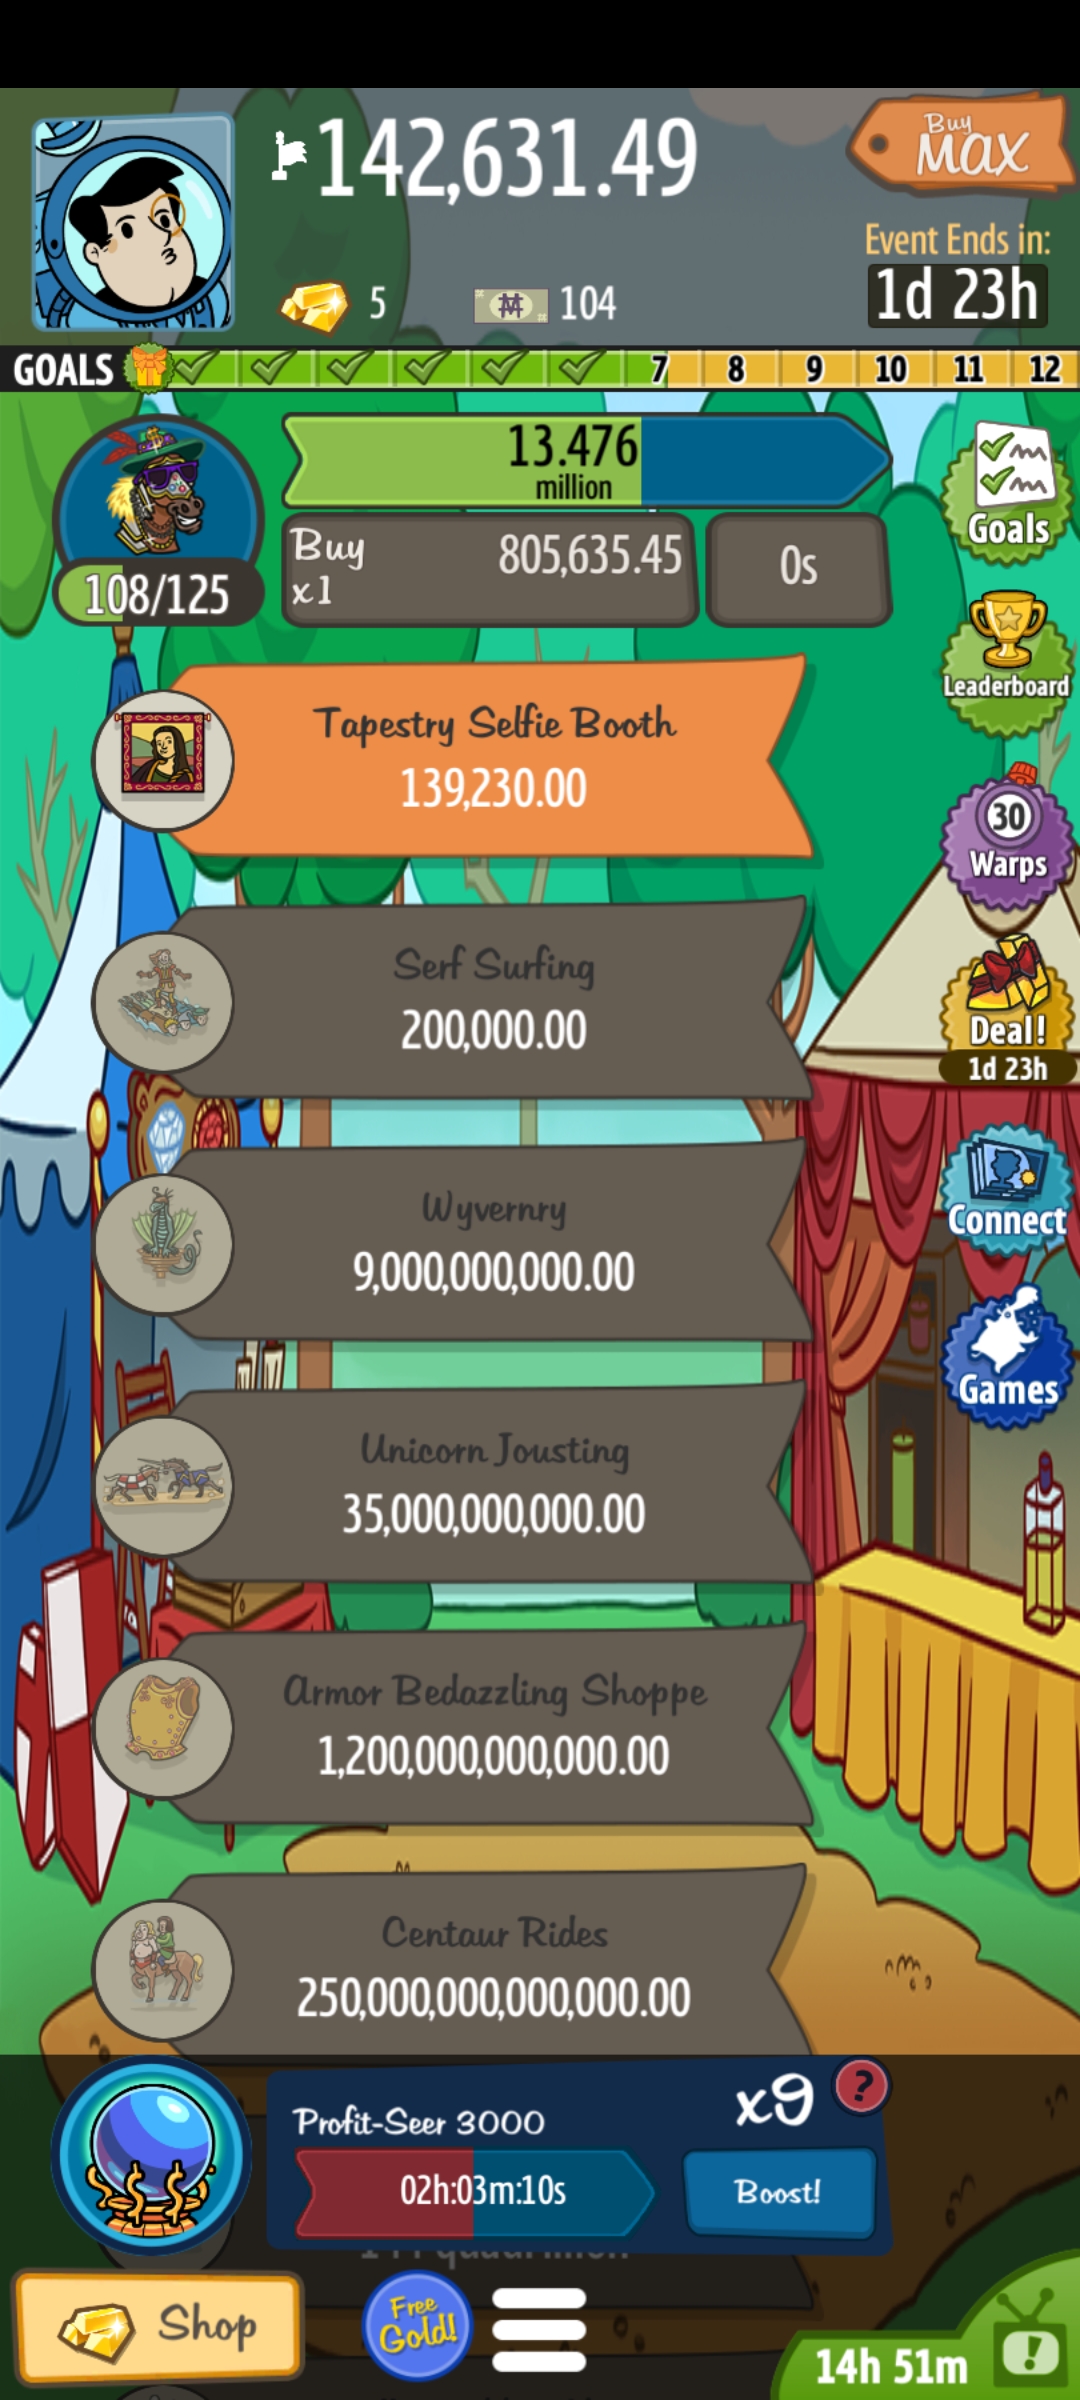 142,631.49
Buy
MAX
Event Ends in:
1d 23h
5
104
GOALS
7
8
9
10
11
12
13.476
million
Buy
x1
805,635.45
0s
108/125
Goals
Leaderboard
30
Warps
Deal!
1d 23h
Connect
Games
Tapestry Selfie Booth
139,230.00
Serf Surfing
200,000.00
Wyvernry
9,000,000,000.00
Unicorn Jousting
35,000,000,000.00
Armor Bedazzling Shoppe
1,200,000,000,000.00
Centaur Rides
250,000,000,000,000.00
Profit-Seer 3000
x9
?
02h:03m:10s
Boost!
Shop
Free
Gold!
14h 51m
!